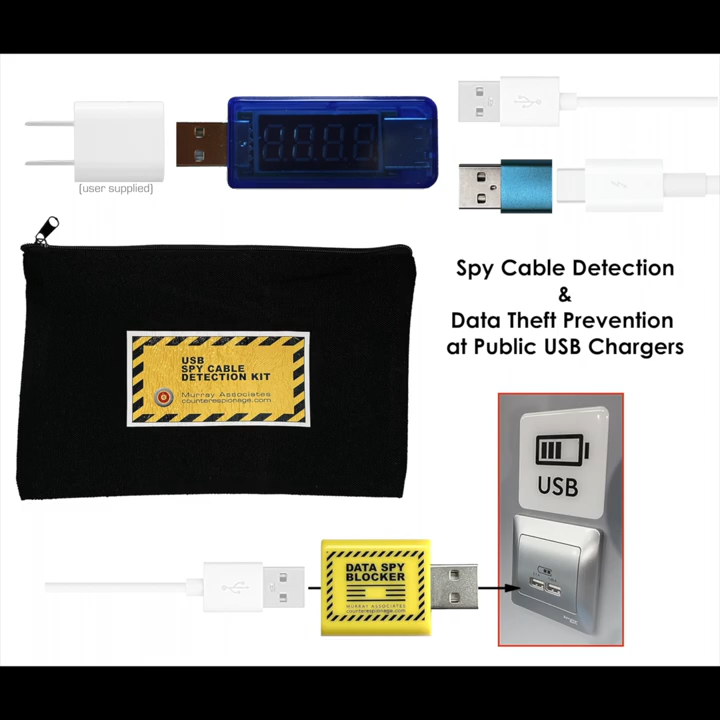 (user supplied)
Spy Cable Detection
&
Data Theft Prevention
at Public USB Chargers
USB
SPY CABLE
DETECTION KIT
Murray Associates
counterespionage.com
USB
DATA SPY
BLOCKER
MURRAY ASSOCIATES
counterespionage.com